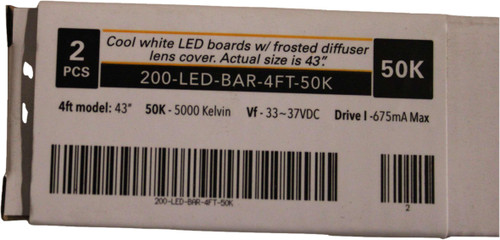 2
PCS
Cool white LED boards w/ frosted diffuser
lens cover. Actual size is 43".
200-LED-BAR-4FT-50K
50K
4ft model: 43" 50K - 5000 Kelvin Vf - 33~37VDC Drive I -675mA Max
200-LED-BAR-4FT-50K
2